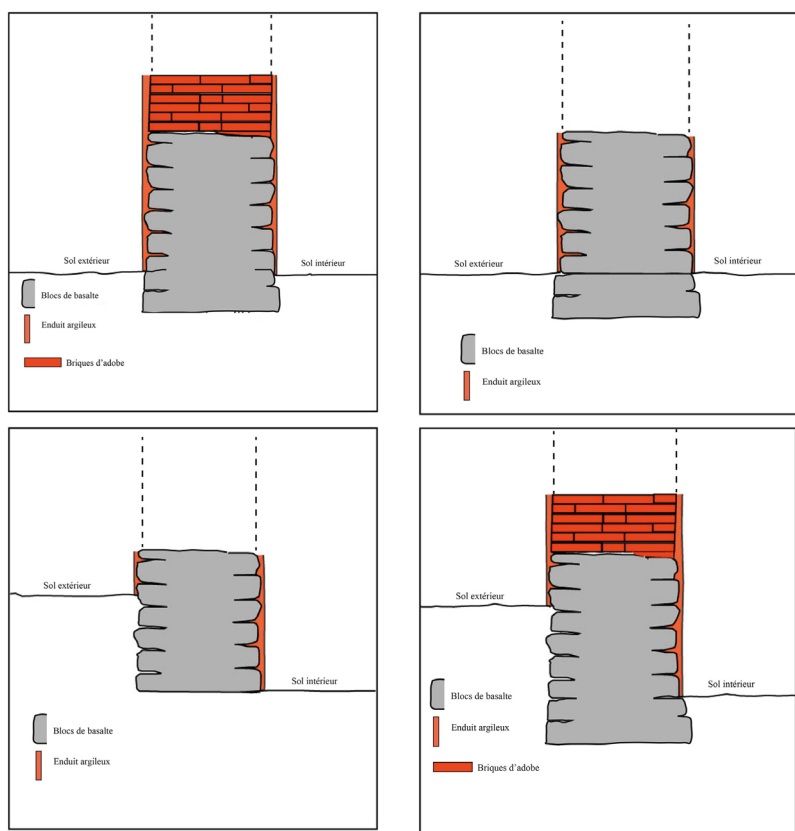 Sol extérieur
Sol intérieur
Blocs de basalte
Enduit argileux
Briques d'adobe
Sol extérieur
Sol intérieur
Blocs de basalte
Enduit argileux
Sol extérieur
Sol intérieur
Blocs de basalte
Enduit argileux
Sol extérieur
Sol intérieur
Blocs de basalte
Enduit argileux
Briques d'adobe